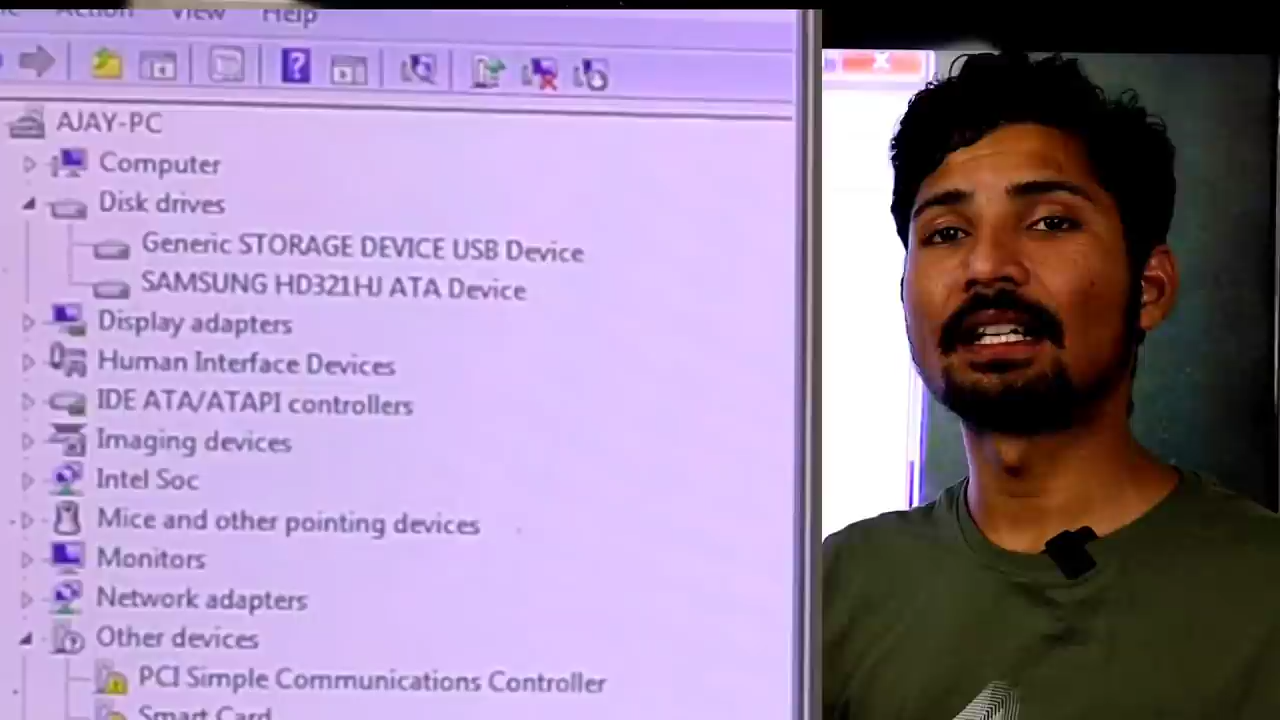 Action View Help
AJAY-PC
Computer
Disk drives
Generic STORAGE DEVICE USB Device
SAMSUNG HD321HJ ATA Device
Display adapters
Human Interface Devices
IDE ATA/ATAPI controllers
Imaging devices
Intel Soc
Mice and other pointing devices
Monitors
Network adapters
Other devices
PCI Simple Communications Controller
Smart Card